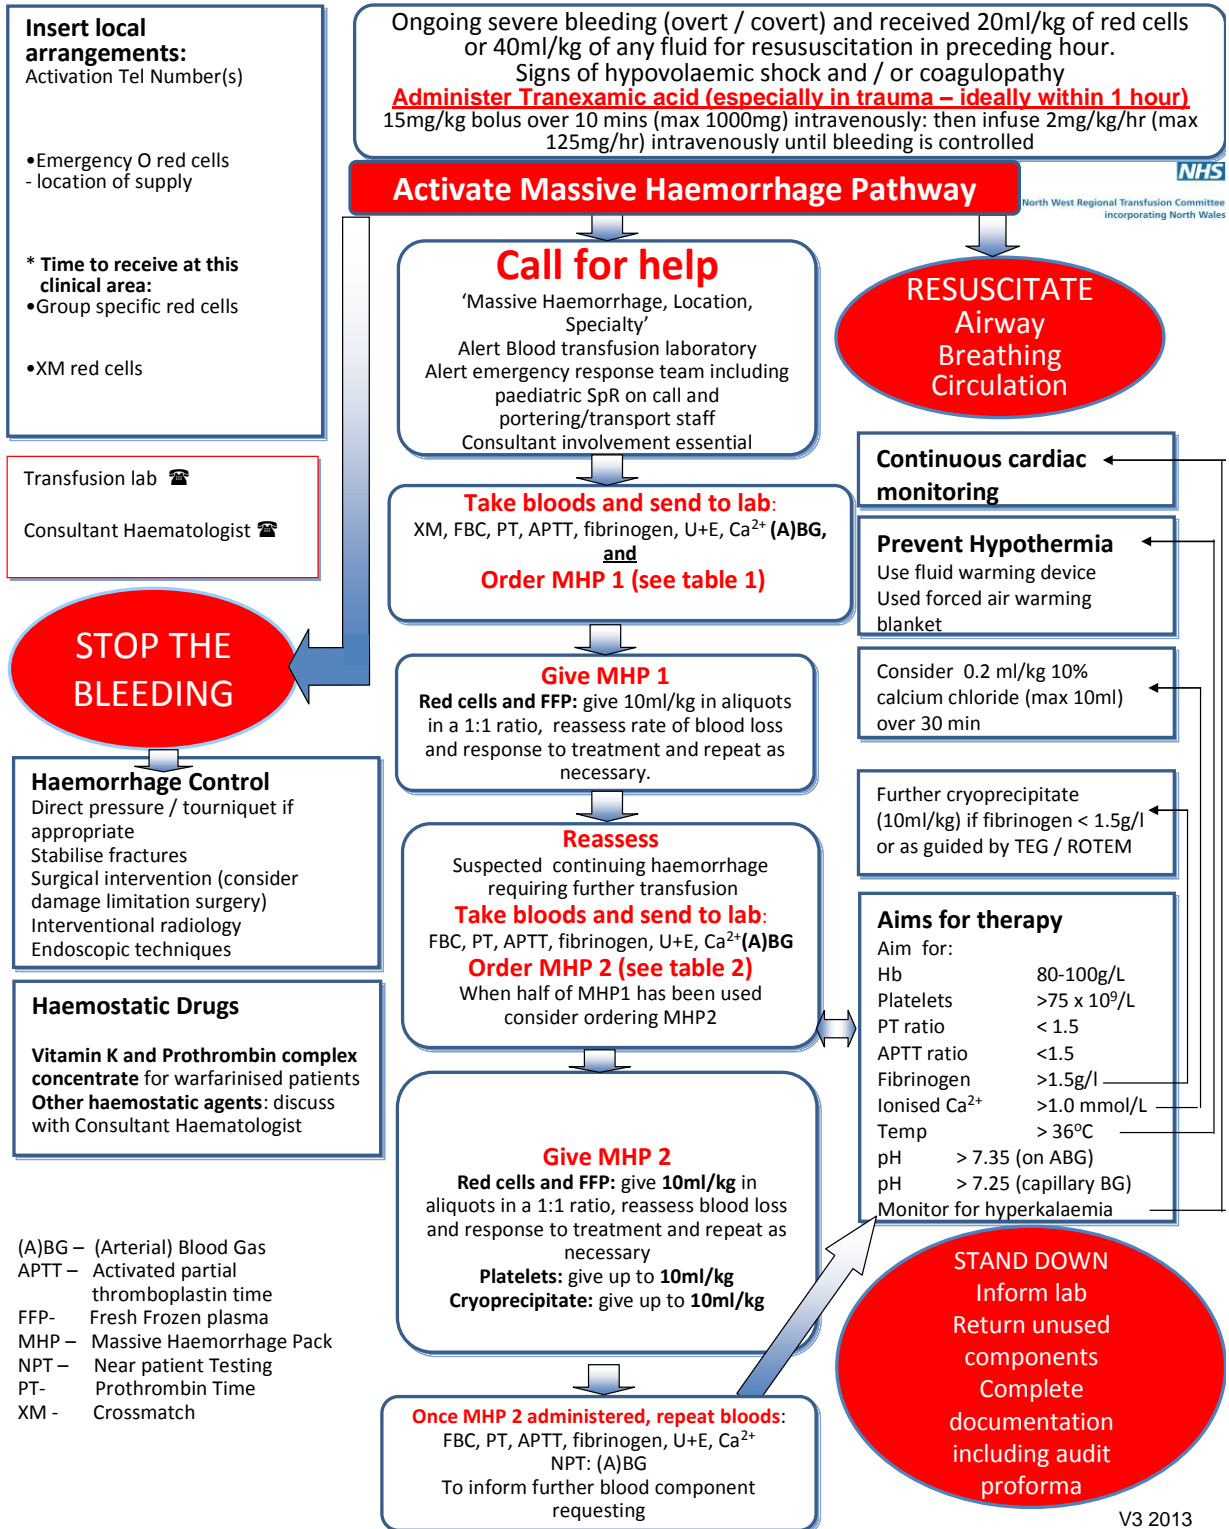 Insert local
arrangements:
Activation Tel Number(s)
•Emergency O red cells
- location of supply
* Time to receive at this
clinical area:
•Group specific red cells
•XM red cells
Ongoing severe bleeding (overt / covert) and received 20ml/kg of red cells
or 40ml/kg of any fluid for resususcitation in preceding hour.
Signs of hypovolaemic shock and / or coagulopathy
Administer Tranexamic acid (especially in trauma – ideally within 1 hour)
15mg/kg bolus over 10 mins (max 1000mg) intravenously: then infuse 2mg/kg/hr (max
125mg/hr) intravenously until bleeding is controlled
Activate Massive Haemorrhage Pathway
NHS
North West Regional Transfusion Committee
incorporating North Wales
Call for help
‘Massive Haemorrhage, Location,
Specialty’
Alert Blood transfusion laboratory
Alert emergency response team including
paediatric SpR on call and
portering/transport staff
Consultant involvement essential
RESUSCITATE
Airway
Breathing
Circulation
Transfusion lab ☎
Consultant Haematologist ☎
Take bloods and send to lab:
XM, FBC, PT, APTT, fibrinogen, U+E, Ca²⁺ (A)BG,
and
Order MHP 1 (see table 1)
Continuous cardiac
monitoring
Prevent Hypothermia
Use fluid warming device
Used forced air warming
blanket
STOP THE
BLEEDING
Give MHP 1
Red cells and FFP: give 10ml/kg in aliquots
in a 1:1 ratio, reassess rate of blood loss
and response to treatment and repeat as
necessary.
Consider 0.2 ml/kg 10%
calcium chloride (max 10ml)
over 30 min
Haemorrhage Control
Direct pressure / tourniquet if
appropriate
Stabilise fractures
Surgical intervention (consider
damage limitation surgery)
Interventional radiology
Endoscopic techniques
Further cryoprecipitate
(10ml/kg) if fibrinogen < 1.5g/l
or as guided by TEG / ROTEM
Reassess
Suspected continuing haemorrhage
requiring further transfusion
Take bloods and send to lab:
FBC, PT, APTT, fibrinogen, U+E, Ca²⁺(A)BG
Order MHP 2 (see table 2)
When half of MHP1 has been used
consider ordering MHP2
Aims for therapy
Aim for:
Hb 80-100g/L
Platelets >75 x 10⁹/L
PT ratio < 1.5
APTT ratio <1.5
Fibrinogen >1.5g/l
Ionised Ca²⁺ >1.0 mmol/L
Temp > 36°C
pH > 7.35 (on ABG)
pH > 7.25 (capillary BG)
Monitor for hyperkalaemia
Haemostatic Drugs
Vitamin K and Prothrombin complex
concentrate for warfarinised patients
Other haemostatic agents: discuss
with Consultant Haematologist
Give MHP 2
Red cells and FFP: give 10ml/kg in
aliquots in a 1:1 ratio, reassess blood loss
and response to treatment and repeat as
necessary
Platelets: give up to 10ml/kg
Cryoprecipitate: give up to 10ml/kg
(A)BG – (Arterial) Blood Gas
APTT – Activated partial
thromboplastin time
FFP- Fresh Frozen plasma
MHP – Massive Haemorrhage Pack
NPT – Near patient Testing
PT- Prothrombin Time
XM - Crossmatch
Once MHP 2 administered, repeat bloods:
FBC, PT, APTT, fibrinogen, U+E, Ca²⁺
NPT: (A)BG
To inform further blood component
requesting
STAND DOWN
Inform lab
Return unused
components
Complete
documentation
including audit
proforma
V3 2013